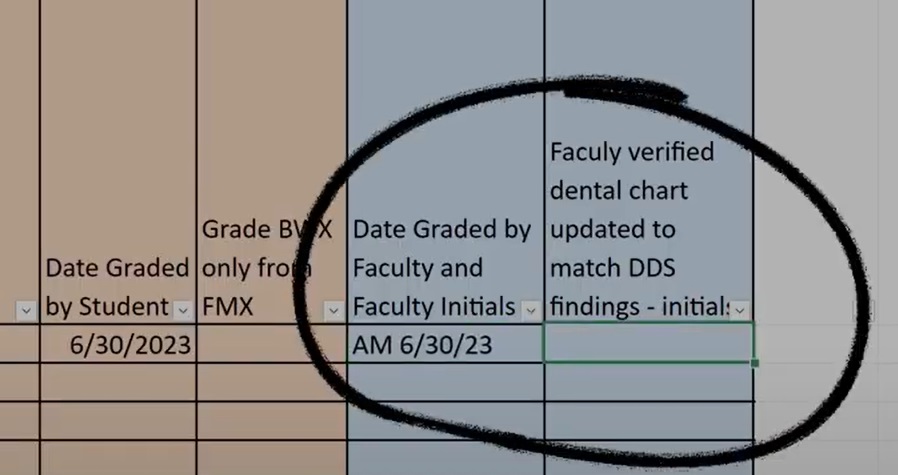 Date Graded
by Student
Grade BWX
only from
FMX
Date Graded by
Faculty and
Faculty Initials
Faculy verified
dental chart
updated to
match DDS
findings - initials
6/30/2023
AM 6/30/23